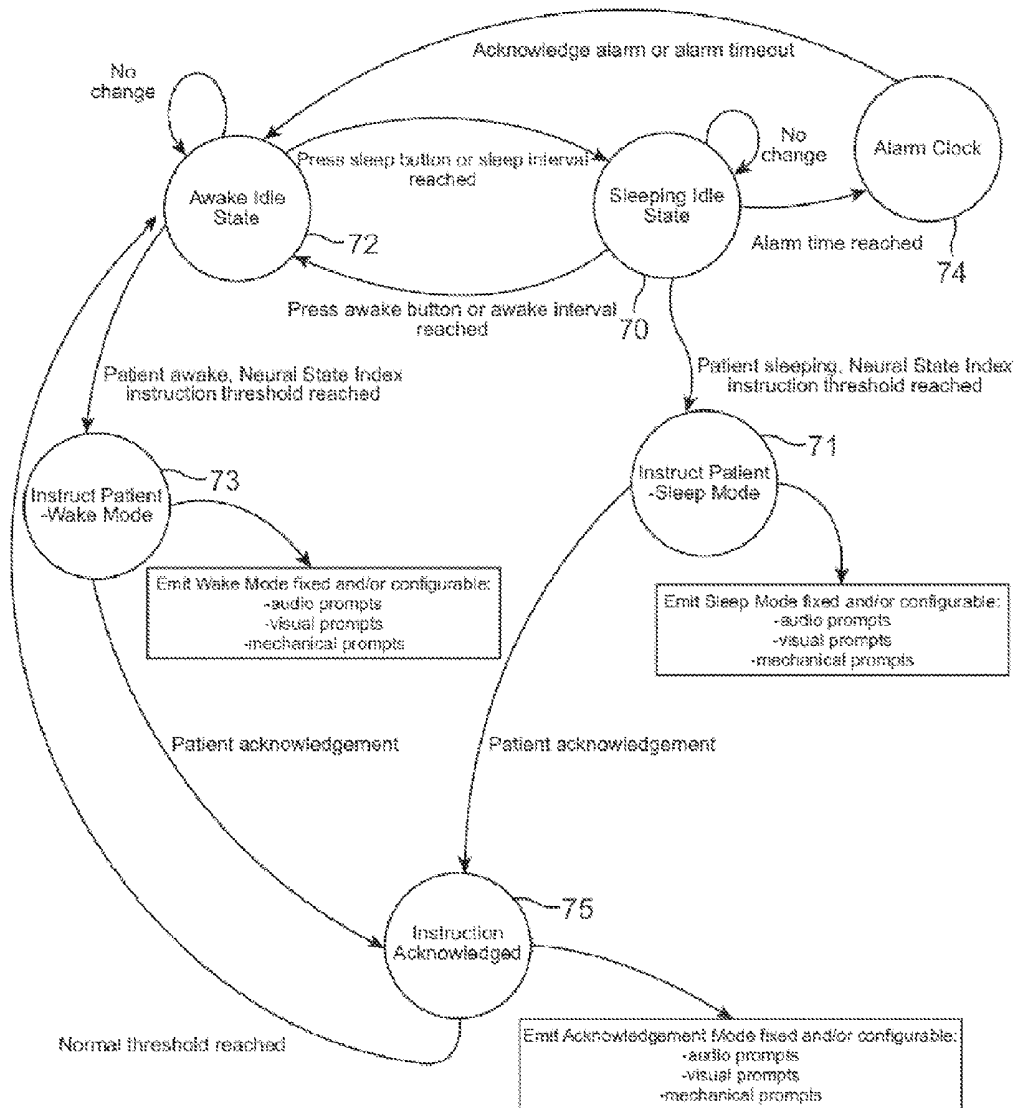 Acknowledge alarm or alarm timeout
No
change
No
change
Alarm Clock
Press sleep button or sleep interval
reached
Awake Idle
State
Sleeping Idle
State
72
Alarm time reached
74
Press awake button or awake interval
reached
70
Patient awake, Neural State Index
instruction threshold reached
Patient sleeping, Neural State Index
instruction threshold reached
73
71
Instruct Patient
-Wake Mode
Instruct Patient
-Sleep Mode
Emit Wake Mode fixed and/or configurable:
-audio prompts
-visual prompts
-mechanical prompts
Emit Sleep Mode fixed and/or configurable:
-audio prompts
-visual prompts
-mechanical prompts
Patient acknowledgement
Patient acknowledgement
75
Instruction
Acknowledged
Normal threshold reached
Emit Acknowledgement Mode fixed and/or configurable:
-audio prompts
-visual prompts
-mechanical prompts